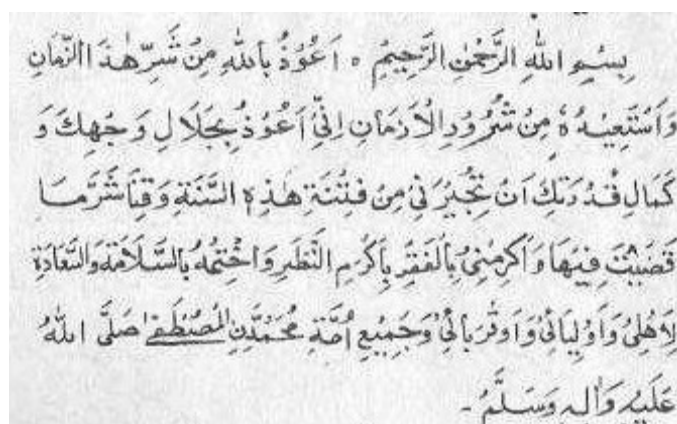 بِسْمِ اللهِ الرَّحْمٰنِ الرَّحِيْمِ ٥ اَعُوْذُ بِاللهِ مِنْ شَرِّ هٰذَا الزَّمَانِ
وَاَسْتَعِيْذُهٗ مِنْ شُرُوْرِ الْاَزْمَانِ اِنِّيْ اَعُوْذُ بِجَلَالِ وَجْهِكَ وَ
كَمَالِ قُدْرَتِكَ اَنْ تُجِيْرَنِيْ مِنْ فِتْنَةِ هٰذِهِ السَّنَةِ وَقِنَا شَرَّمَا
قَضَيْتَ فِيْهَا وَاَكْرِمْنِيْ بِالْفَقْرِ بِاَكْرَمِ النَّظَرِ وَاخْتِمْهُ بِالسَّلَامَةِ وَالسَّعَادَةِ
لِاَهْلِيْ وَاَوْلِيَائِيْ وَاَقْرِبَائِيْ وَجَمِيْعِ اُمَّةِ مُحَمَّدِنِ الْمُصْطَفٰى صَلَّى اللهُ
عَلَيْهِ وَاٰلِهٖ وَسَلَّمَ -